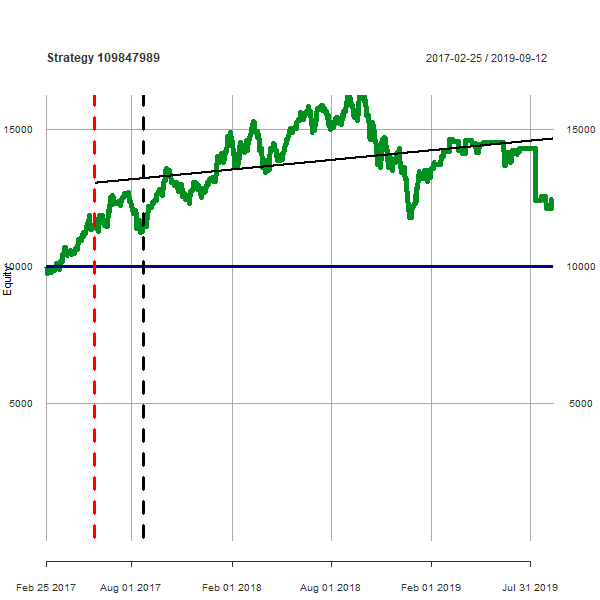 Strategy 109847989
2017-02-25 / 2019-09-12
15000
15000
10000
10000
Equity
5000
5000
Feb 25 2017
Aug 01 2017
Feb 01 2018
Aug 01 2018
Feb 01 2019
Jul 31 2019